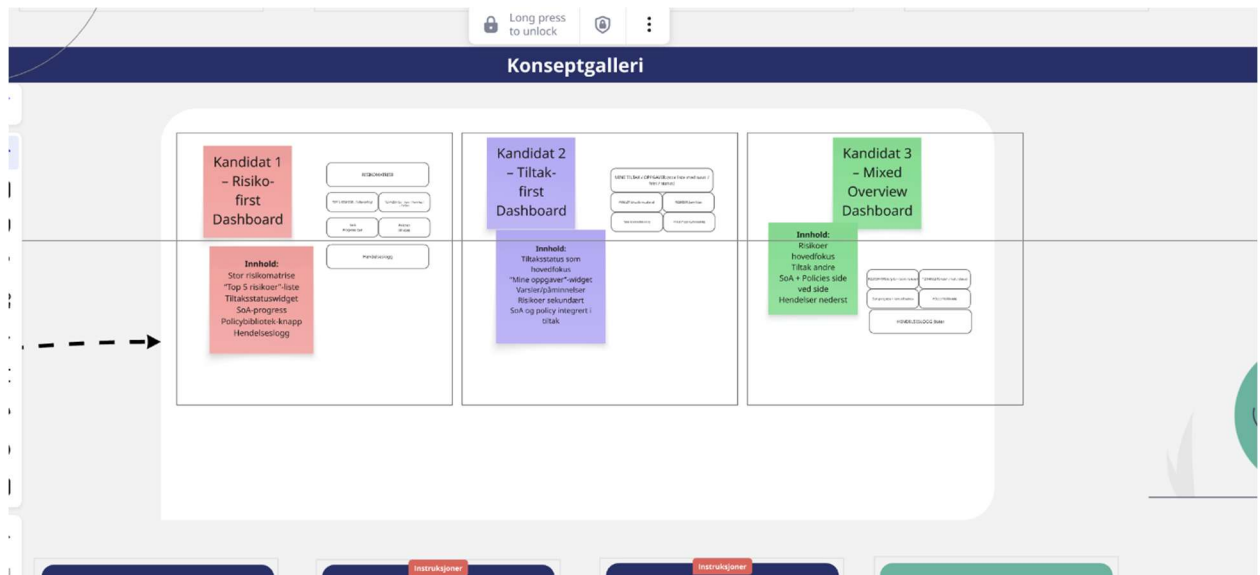 Long press
to unlock
Konseptgalleri
Kandidat 1
– Risiko-
first
Dashboard
RISIKOMATRISE
Innhold:
Stor risikomatrise
"Top 5 risikoer"-liste
Tiltaksstatuswidget
SoA-progress
Policybibliotek-knapp
Hendelseslogg
Hendelseslogg
Kandidat 2
– Tiltak-
first
Dashboard
Innhold:
Tiltaksstatus som
hovedfokus
"Mine oppgaver"-widget
Varsler/påminnelser
Risikoer sekundært
SoA og policy integrert i
tiltak
Kandidat 3
– Mixed
Overview
Dashboard
Innhold:
Risikoer
hovedfokus
Tiltak andre
SoA + Policies side
ved side
Hendelser nederst
Instruksjoner
Instruksjoner